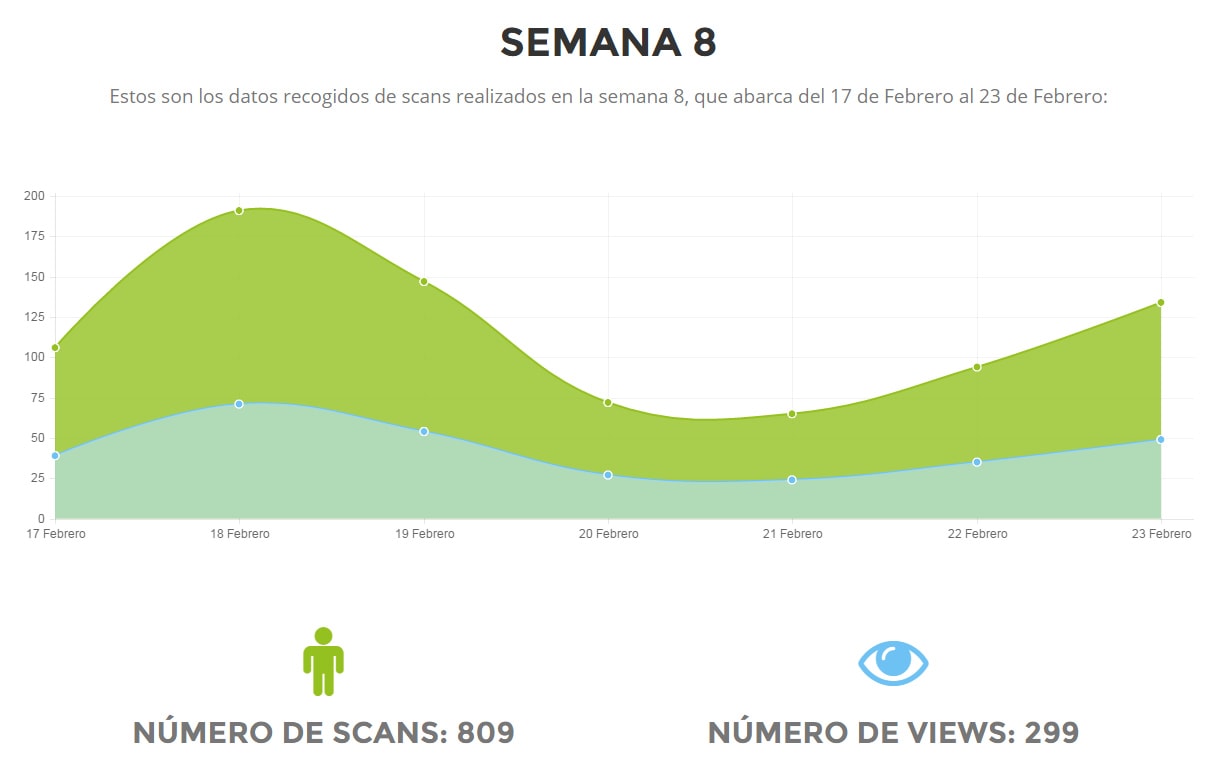 SEMANA 8
Estos son los datos recogidos de scans realizados en la semana 8, que abarca del 17 de Febrero al 23 de Febrero:
200
175
150
125
100
75
50
25
0
17 Febrero 18 Febrero 19 Febrero 20 Febrero 21 Febrero 22 Febrero 23 Febrero
NÚMERO DE SCANS: 809 NÚMERO DE VIEWS: 299